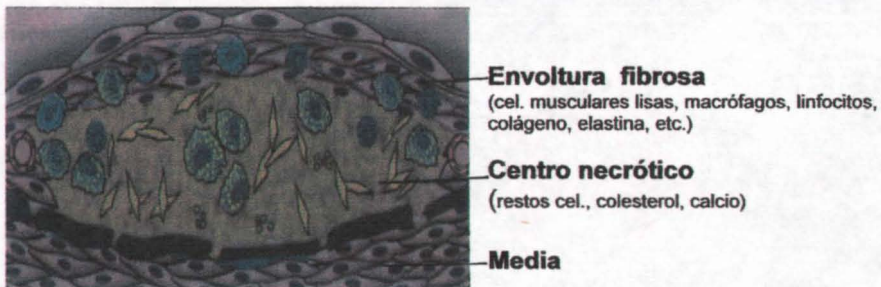 Envoltura fibrosa
(cel. musculares lisas, macrófagos, linfocitos,
colágeno, elastina, etc.)
Centro necrótico
(restos cel., colesterol, calcio)
Media